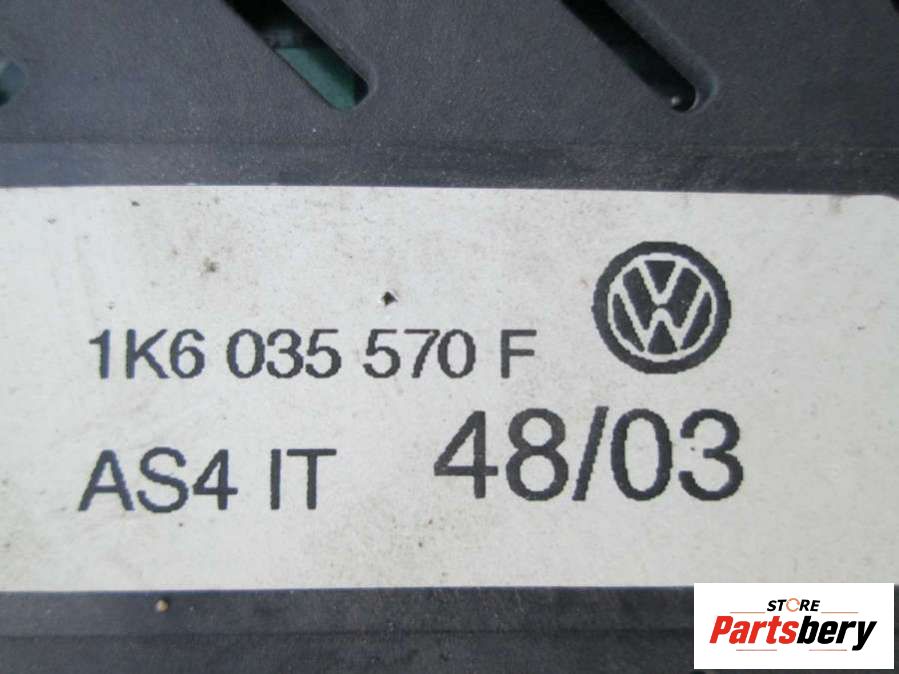 1K6 035 570 F
AS4 IT 48/03
STORE
Partsbery